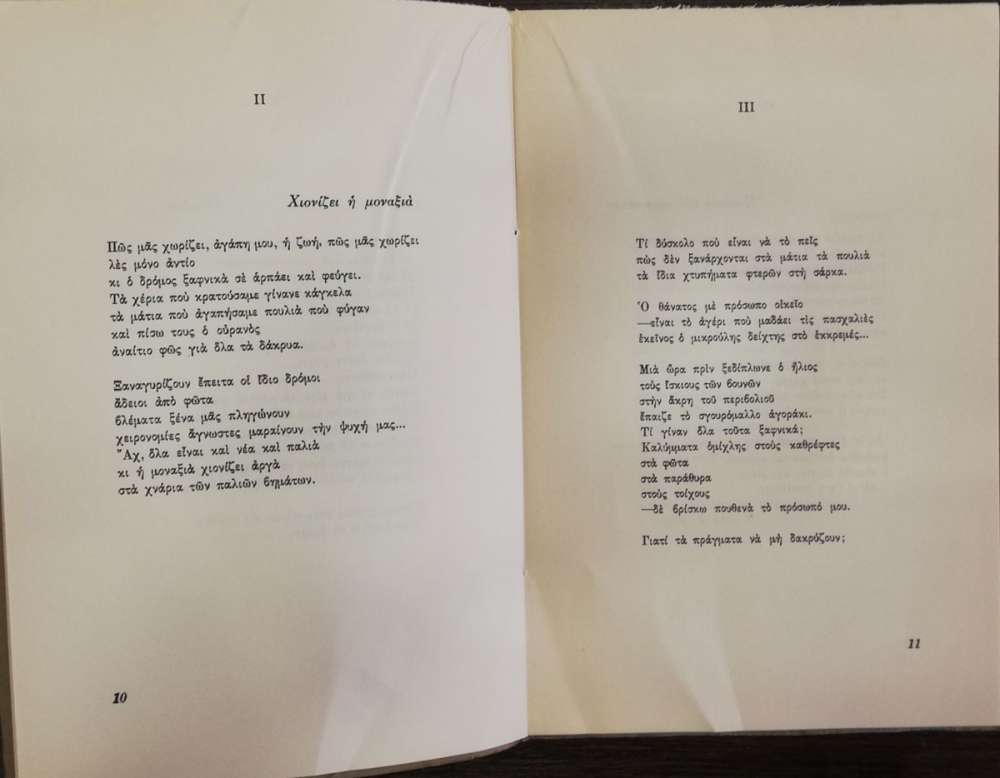 II
Χιονίζει ἡ μοναξιὰ
Πῶς μᾶς χωρίζει, ἀγάπη μου, ἡ ζωή, πῶς μᾶς χωρίζει
λὲς μόνο ἀντίο
κι ὁ δρόμος ξαφνικὰ σὲ ἁρπάει καὶ φεύγει.
Τὰ χέρια ποὺ κρατούσαμε γίνανε κάγκελα
τὰ μάτια ποὺ ἀγαπήσαμε πουλιὰ ποὺ φύγαν
καὶ πίσω τους ὁ οὐρανὸς
ἀναίτιο φῶς γιὰ ὅλα τὰ δάκρυα.
Ξαναγυρίζουν ἔπειτα οἱ ἴδιο δρόμοι
ἄδειοι ἀπὸ φῶτα
βλέματα ξένα μᾶς πληγώνουν
χειρονομίες ἄγνωστες μαραίνουν τὴν ψυχή μας...
Ἄχ, ὅλα εἶναι καὶ νέα καὶ παλιὰ
κι ἡ μοναξιὰ χιονίζει ἀργὰ
στὰ χνάρια τῶν παλιῶν βημάτων.
10
III
Τί δύσκολο ποὺ εἶναι νὰ τὸ πεῖς
πὼς δὲν ξανάρχονται στὰ μάτια τὰ πουλιὰ
τὰ ἴδια χτυπήματα φτερῶν στὴ σάρκα.
Ὁ θάνατος μὲ πρόσωπο οἰκεῖο
—εἶναι τὸ ἀγέρι ποὺ μαδάει τὶς πασχαλιὲς
ἐκεῖνος ὁ μικρούλης δείχτης στὸ ἐκκρεμές...
Μιὰ ὥρα πρὶν ξεδίπλωνε ὁ ἥλιος
τοὺς ἴσκιους τῶν βουνῶν
στὴν ἄκρη τοῦ περιβολιοῦ
ἔπαιζε τὸ σγουρόμαλλο ἀγοράκι.
Τί γίναν ὅλα τοῦτα ξαφνικά;
Καλύμματα ὁμίχλης στοὺς καθρέφτες
στὰ φῶτα
στὰ παράθυρα
στοὺς τοίχους
—δὲ βρίσκω πουθενὰ τὸ πρόσωπό μου.
Γιατί τὰ πράγματα νὰ μὴ δακρύζουν;
11